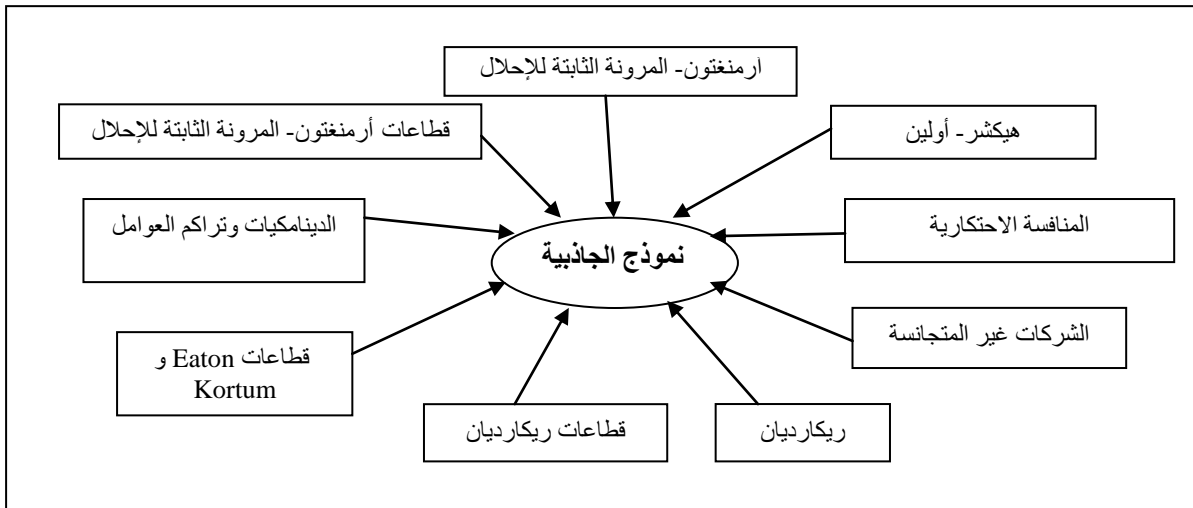 أرمنغتون- المرونة الثابتة للإحلال
قطاعات أرمنغتون- المرونة الثابتة للإحلال
هيكشر- أولين
الديناميكيات وتراكم العوامل
المنافسة الاحتكارية
نموذج الجاذبية
الشركات غير المتجانسة
قطاعات Eaton و
Kortum
قطاعات ريكارديان
ريكارديان